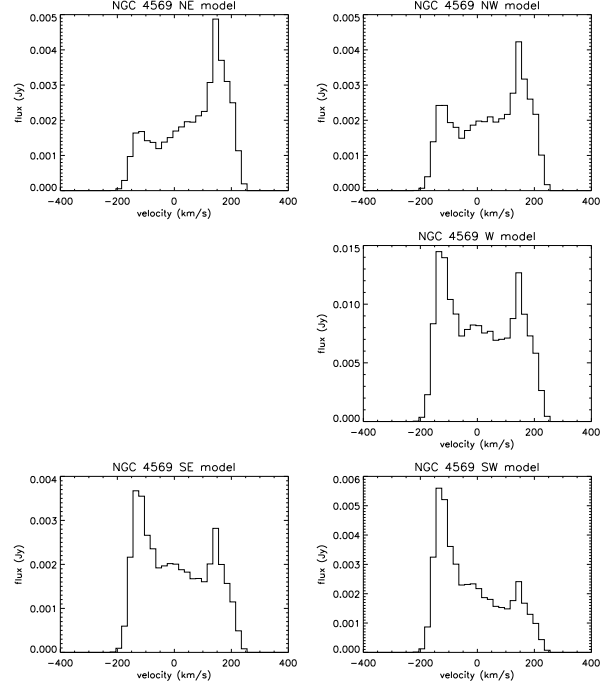 NGC 4569 NE model
0.005
0.004
0.003
0.002
0.001
0.000
flux (Jy)
−400 −200 0 200 400
velocity (km/s)
NGC 4569 NW model
0.005
0.004
0.003
0.002
0.001
0.000
flux (Jy)
−400 −200 0 200 400
velocity (km/s)
NGC 4569 W model
0.015
0.010
0.005
0.000
flux (Jy)
−400 −200 0 200 400
velocity (km/s)
NGC 4569 SE model
0.004
0.003
0.002
0.001
0.000
flux (Jy)
−400 −200 0 200 400
velocity (km/s)
NGC 4569 SW model
0.006
0.005
0.004
0.003
0.002
0.001
0.000
flux (Jy)
−400 −200 0 200 400
velocity (km/s)